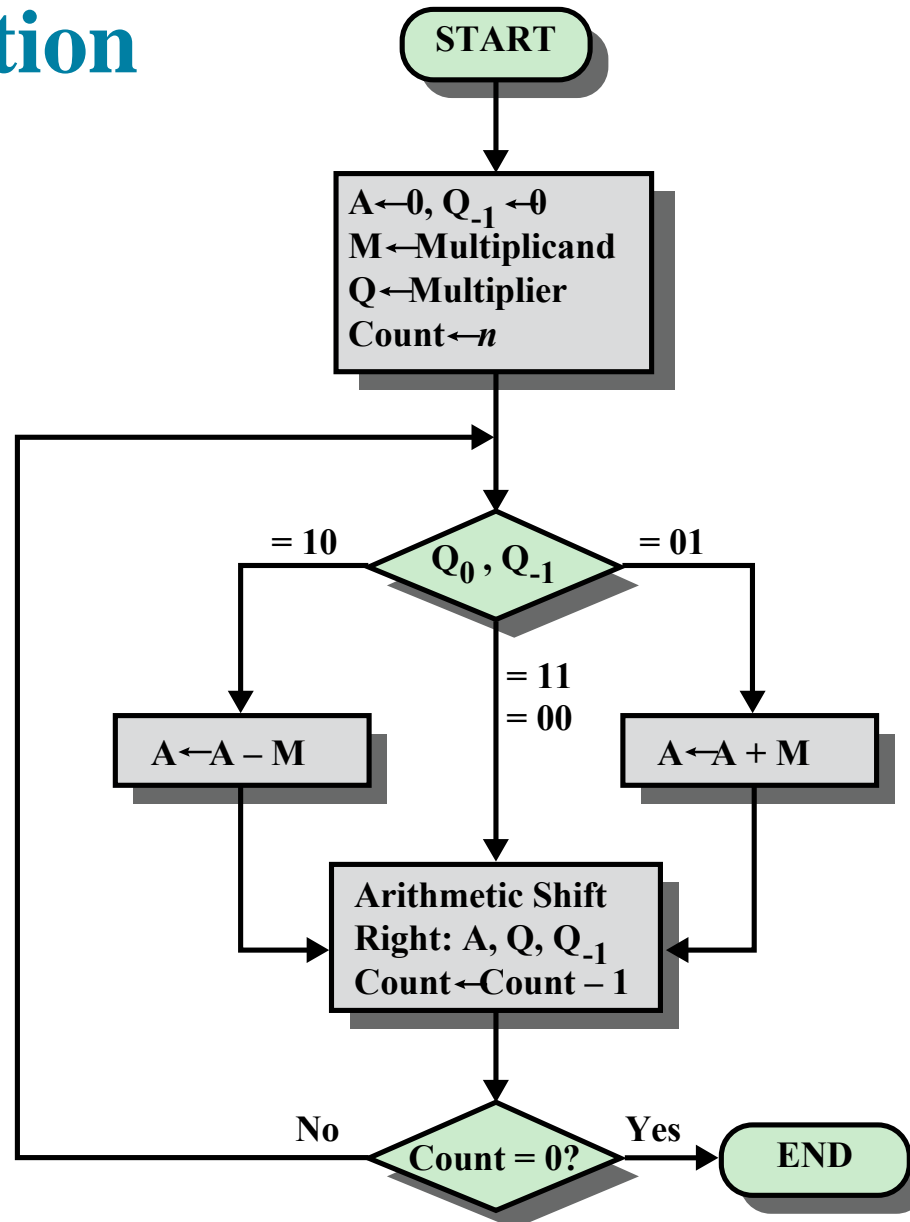 tion
START
A←0, Q-1 ←0
M←Multiplicand
Q←Multiplier
Count←n
= 10
Q0 , Q-1
= 01
= 11
= 00
A←A – M
A←A + M
Arithmetic Shift
Right: A, Q, Q-1
Count←Count – 1
No
Count = 0?
Yes
END